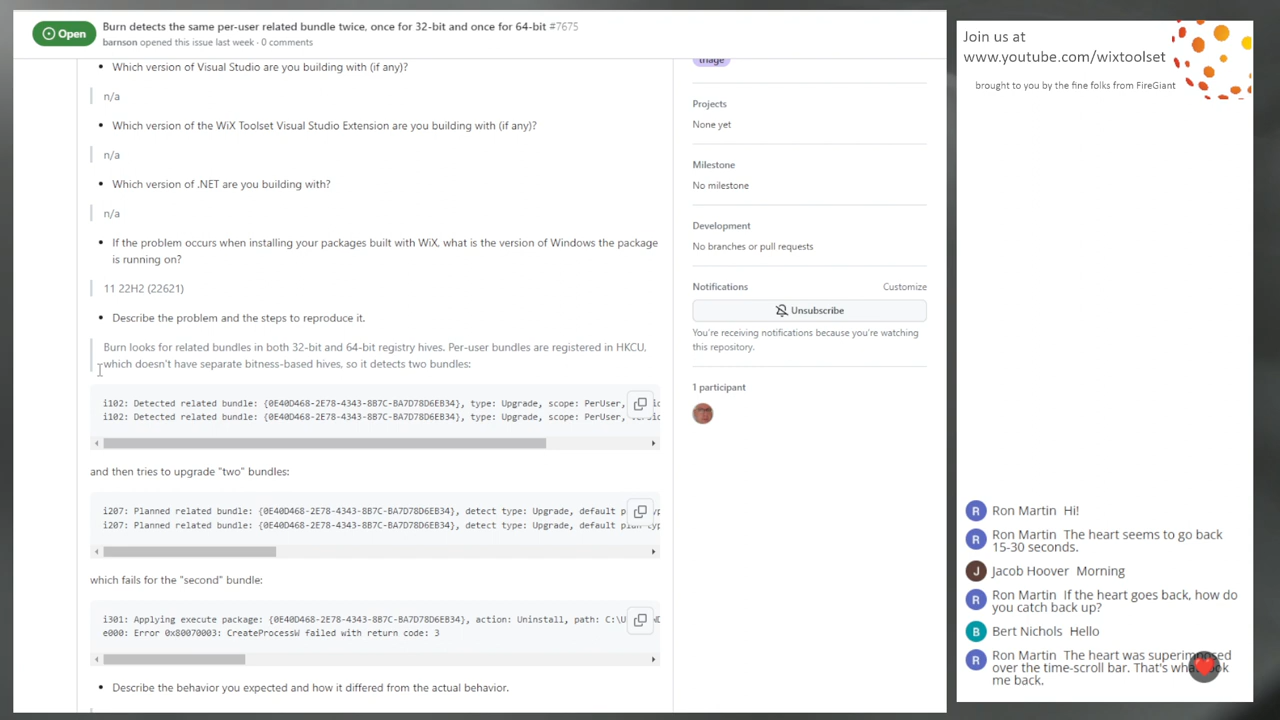 Open
Burn detects the same per-user related bundle twice, once for 32-bit and once for 64-bit #7675
barnson opened this issue last week · 0 comments
• Which version of Visual Studio are you building with (if any)?
n/a
• Which version of the WiX Toolset Visual Studio Extension are you building with (if any)?
n/a
• Which version of .NET are you building with?
n/a
• If the problem occurs when installing your packages built with WiX, what is the version of Windows the package
is running on?
11 22H2 (22621)
• Describe the problem and the steps to reproduce it.
Burn looks for related bundles in both 32-bit and 64-bit registry hives. Per-user bundles are registered in HKCU,
which doesn't have separate bitness-based hives, so it detects two bundles:
i102: Detected related bundle: {0E40D468-2E78-4343-8B7C-BA7D78D6EB34}, type: Upgrade, scope: PerUser,
i102: Detected related bundle: {0E40D468-2E78-4343-8B7C-BA7D78D6EB34}, type: Upgrade, scope: PerUser,
and then tries to upgrade "two" bundles:
i207: Planned related bundle: {0E40D468-2E78-4343-8B7C-BA7D78D6EB34}, detect type: Upgrade, default
i207: Planned related bundle: {0E40D468-2E78-4343-8B7C-BA7D78D6EB34}, detect type: Upgrade, default
which fails for the "second" bundle:
i301: Applying execute package: {0E40D468-2E78-4343-8B7C-BA7D78D6EB34}, action: Uninstall, path:
e000: Error 0x80070003: CreateProcessW failed with return code: 3
• Describe the behavior you expected and how it differed from the actual behavior.
triage
Projects
None yet
Milestone
No milestone
Development
No branches or pull requests
Notifications
Customize
Unsubscribe
You're receiving notifications because you're watching
this repository.
1 participant
Join us at
www.youtube.com/wixtoolset
brought to you by the fine folks from FireGiant
R Ron Martin Hi!
R Ron Martin The heart seems to go back
15-30 seconds.
J Jacob Hoover Morning
R Ron Martin If the heart goes back, how do
you catch back up?
B Bert Nichols Hello
R Ron Martin The heart was superimposed
over the time-scroll bar. That's what took
me back.